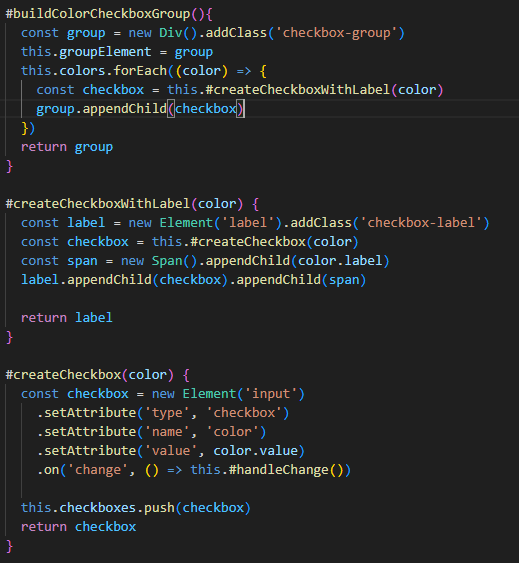 #buildColorCheckboxGroup(){
  const group = new Div().addClass('checkbox-group')
  this.groupElement = group
  this.colors.forEach((color) => {
    const checkbox = this.#createCheckboxWithLabel(color)
    group.appendChild(checkbox)
  })
  return group
}

#createCheckboxWithLabel(color) {
  const label = new Element('label').addClass('checkbox-label')
  const checkbox = this.#createCheckbox(color)
  const span = new Span().appendChild(color.label)
  label.appendChild(checkbox).appendChild(span)

  return label
}

#createCheckbox(color) {
  const checkbox = new Element('input')
    .setAttribute('type', 'checkbox')
    .setAttribute('name', 'color')
    .setAttribute('value', color.value)
    .on('change', () => this.#handleChange())

  this.checkboxes.push(checkbox)
  return checkbox
}